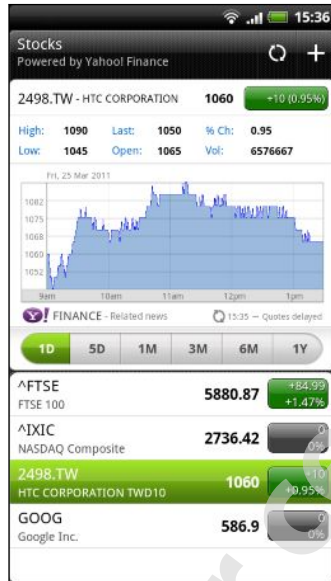 15:36
Stocks
Powered by Yahoo! Finance
2498.TW - HTC CORPORATION 1060 +10 (0.95%)
High: 1090 Last: 1050 % Ch: 0.95
Low: 1045 Open: 1065 Vol: 6576667
Fri, 25 Mar 2011
1082
1075
1068
1060
1052
9am 10am 11am 12pm 1pm
Y! FINANCE - Related news 15:35 – Quotes delayed
1D 5D 1M 3M 6M 1Y
^FTSE 5880.87 +84.99
FTSE 100 +1.47%
^IXIC 2736.42 0
NASDAQ Composite 0%
2498.TW 1060 +10
HTC CORPORATION TWD10 +0.95%
GOOG 586.9 0
Google Inc. 0%